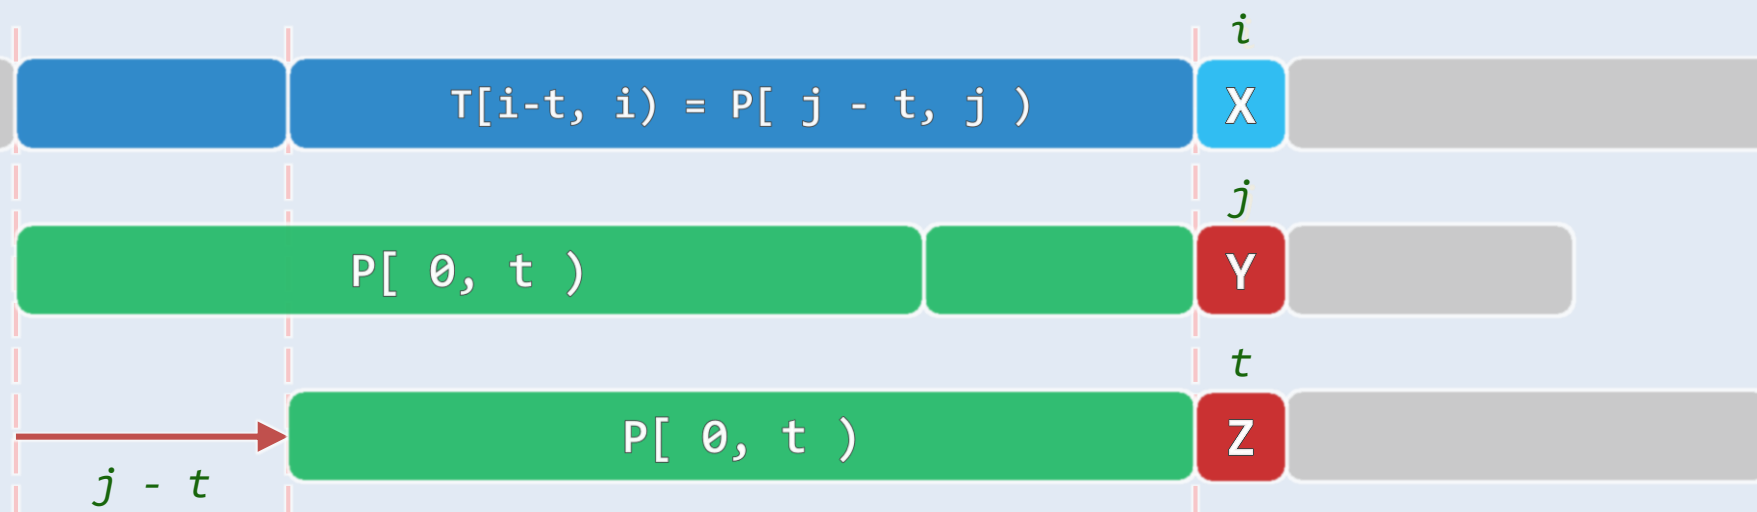 i
T[i-t, i) = P[ j - t, j ) X
j
P[ 0, t ) Y
t
P[ 0, t ) Z
j - t